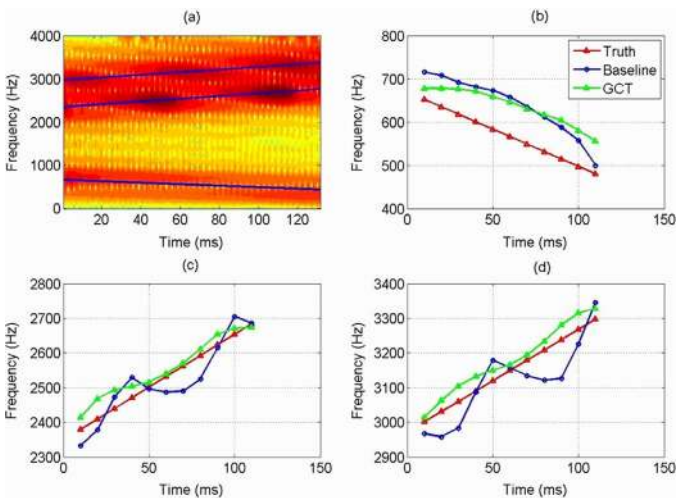 (a)
Frequency (Hz)
4000
3000
2000
1000
0
20 40 60 80 100 120
Time (ms)
(b)
Frequency (Hz)
800
700
600
500
400
0 50 100 150
Time (ms)
Truth
Baseline
GCT
(c)
Frequency (Hz)
2800
2700
2600
2500
2400
2300
0 50 100 150
Time (ms)
(d)
Frequency (Hz)
3400
3300
3200
3100
3000
2900
0 50 100 150
Time (ms)